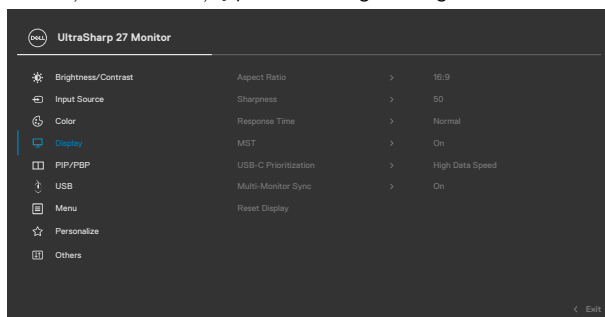 DELL UltraSharp 27 Monitor
Brightness/Contrast Aspect Ratio > 16:9
Input Source Sharpness > 50
Color Response Time > Normal
Display MST > On
PIP/PBP USB-C Prioritization > High Data Speed
USB Multi-Monitor Sync > On
Menu Reset Display
Personalize
Others
< Exit